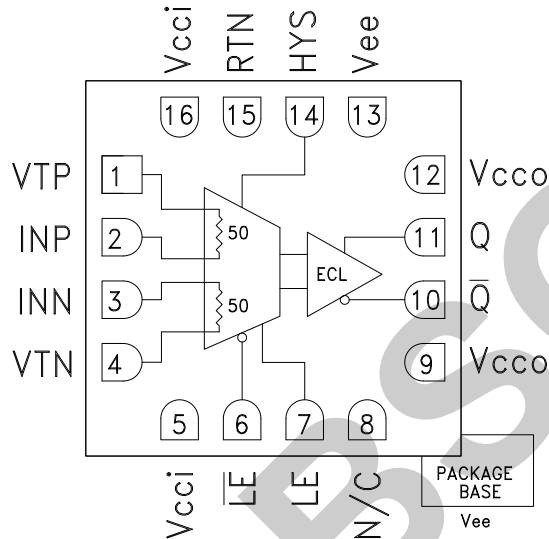 Vcci RTN HYS Vee
16 15 14 13
VTP 1 12 Vcco
INP 2 50 11 Q
ECL
INN 3 50 10 Q̅
VTN 4 9 Vcco
5 6 7 8
Vcci L̅E̅ LE N/C
PACKAGE
BASE
Vee
BSO